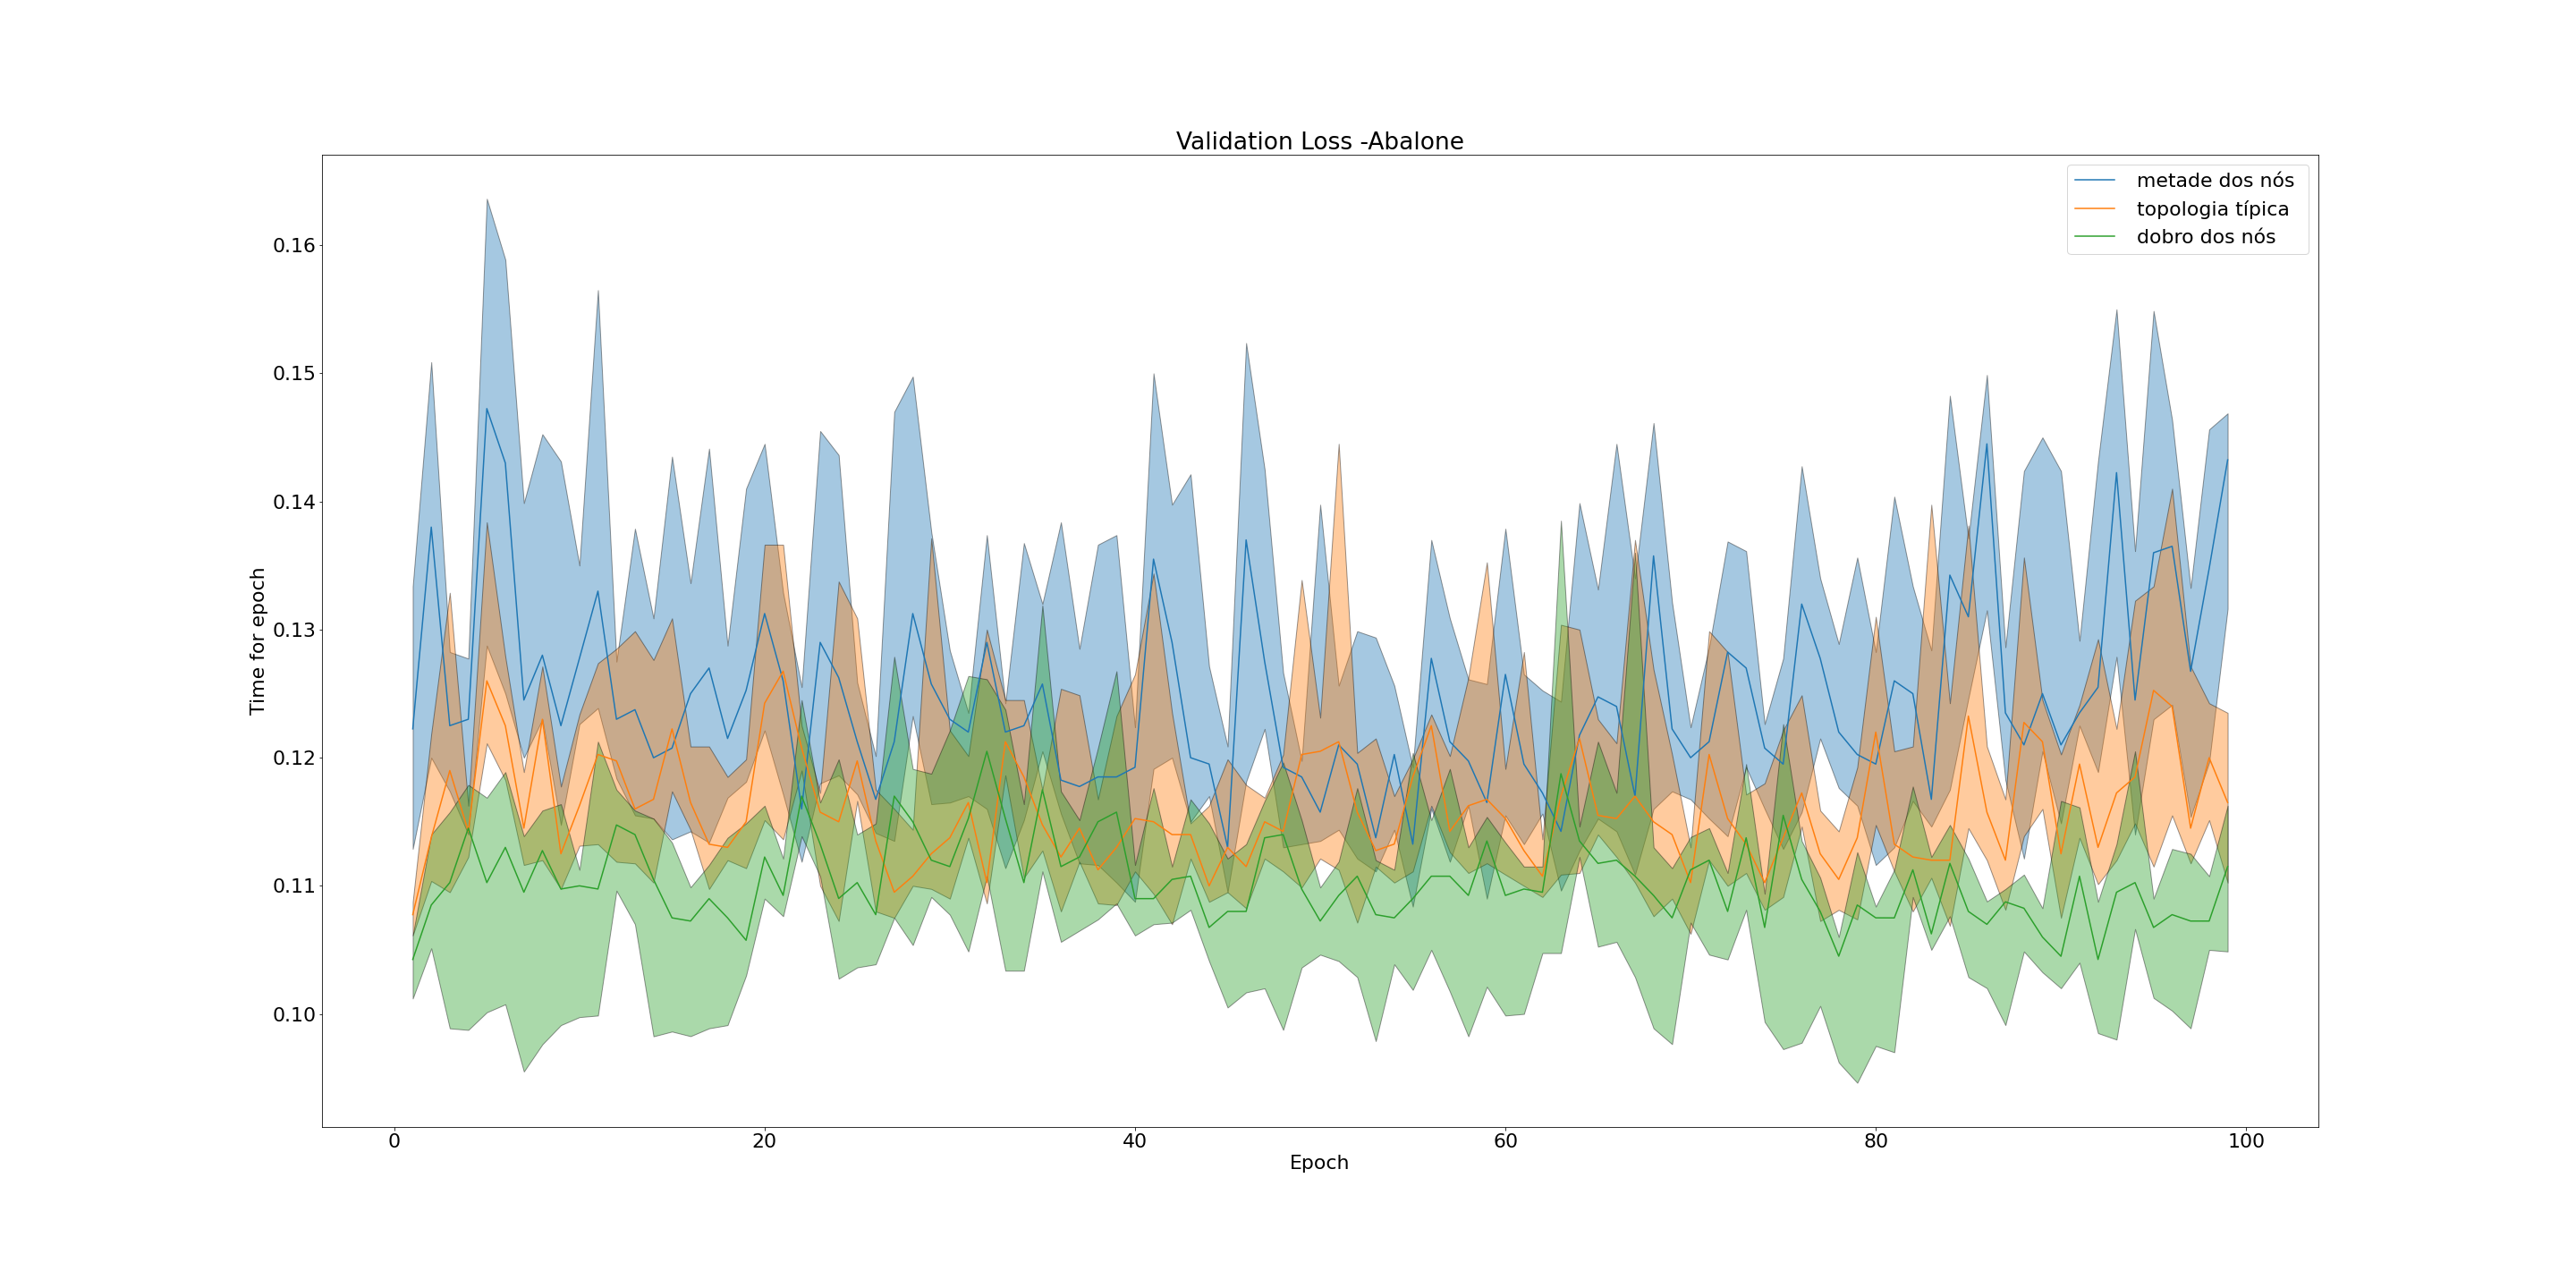 Validation Loss -Abalone
metade dos nós
topologia típica
dobro dos nós
Time for epoch
0.16
0.15
0.14
0.13
0.12
0.11
0.10
0
20
40
60
80
100
Epoch